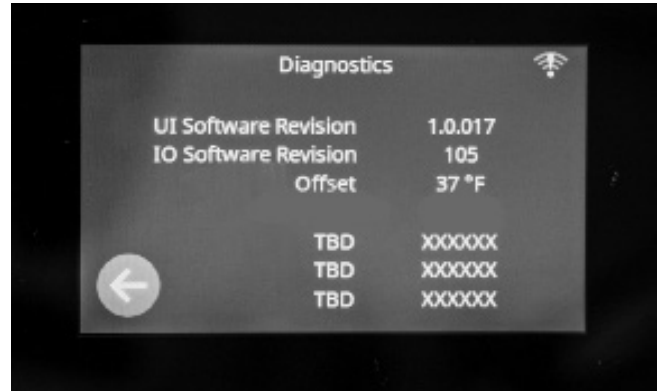 Diagnostics
UI Software Revision 1.0.017
IO Software Revision 105
Offset 37 °F
TBD XXXXXX
TBD XXXXXX
TBD XXXXXX